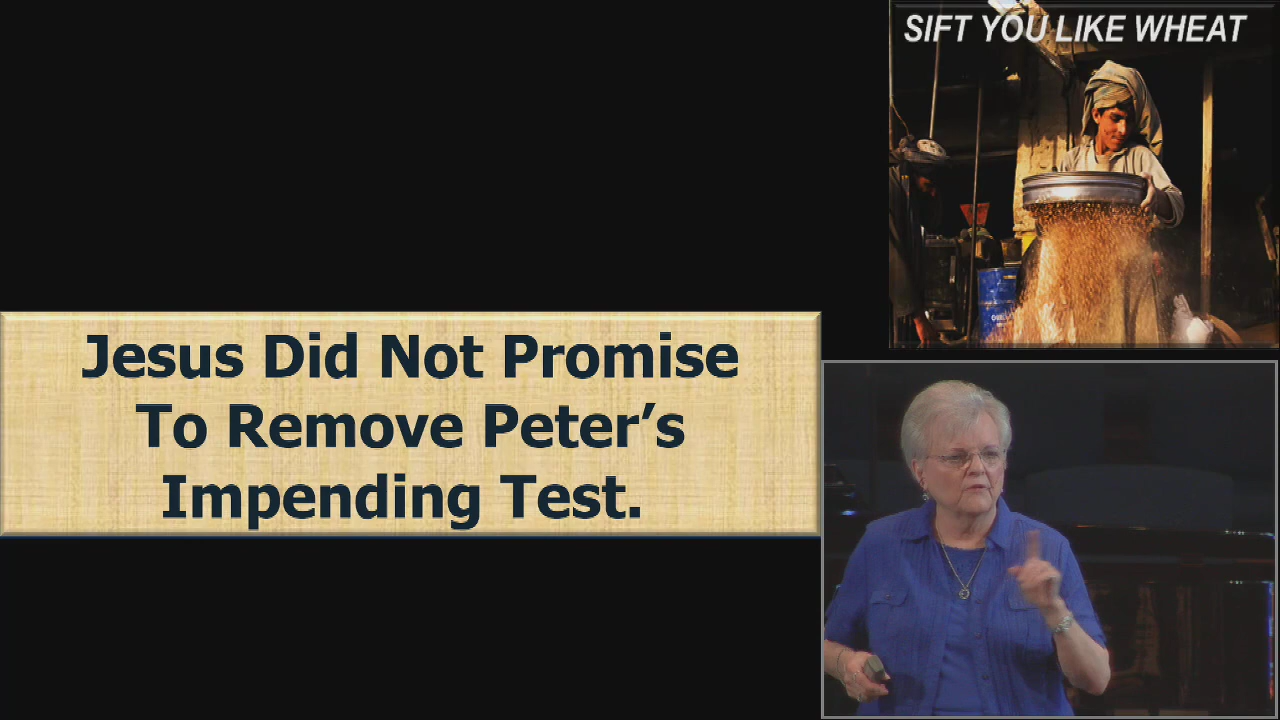 SIFT YOU LIKE WHEAT
Jesus Did Not Promise
To Remove Peter’s
Impending Test.